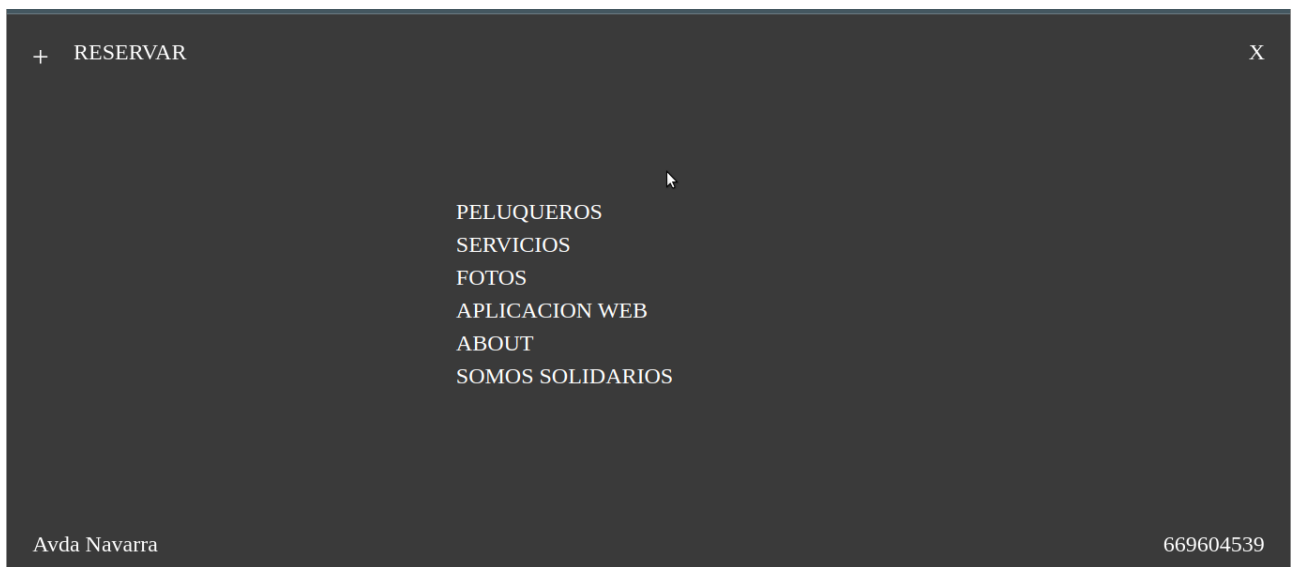 + RESERVAR X
PELUQUEROS
SERVICIOS
FOTOS
APLICACION WEB
ABOUT
SOMOS SOLIDARIOS
Avda Navarra 669604539